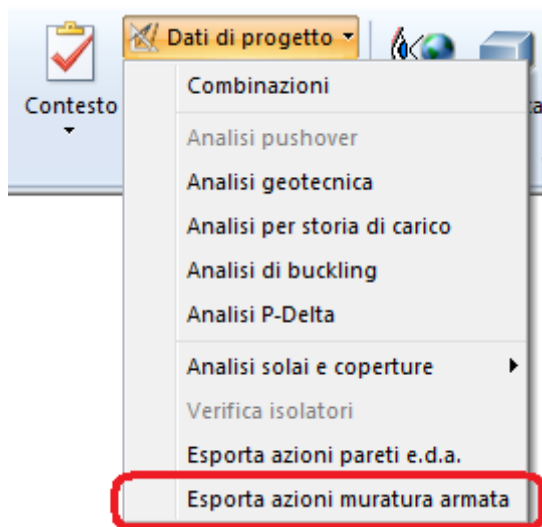 Dati di progetto
Contesto
Combinazioni
Analisi pushover
Analisi geotecnica
Analisi per storia di carico
Analisi di buckling
Analisi P-Delta
Analisi solai e coperture
Verifica isolatori
Esporta azioni pareti e.d.a.
Esporta azioni muratura armata